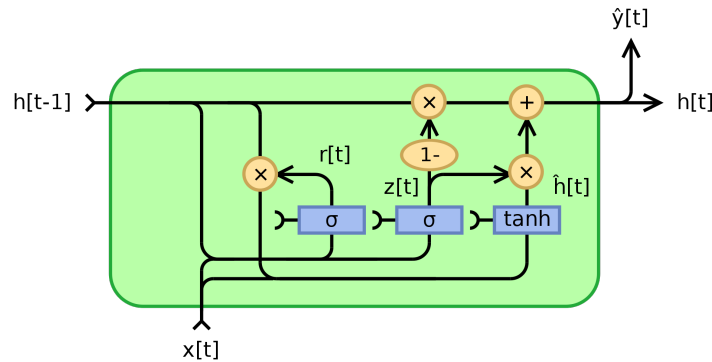 ŷ[t]
h[t-1]
×
+
h[t]
r[t]
1-
×
z[t]
×
ĥ[t]
σ
σ
tanh
x[t]